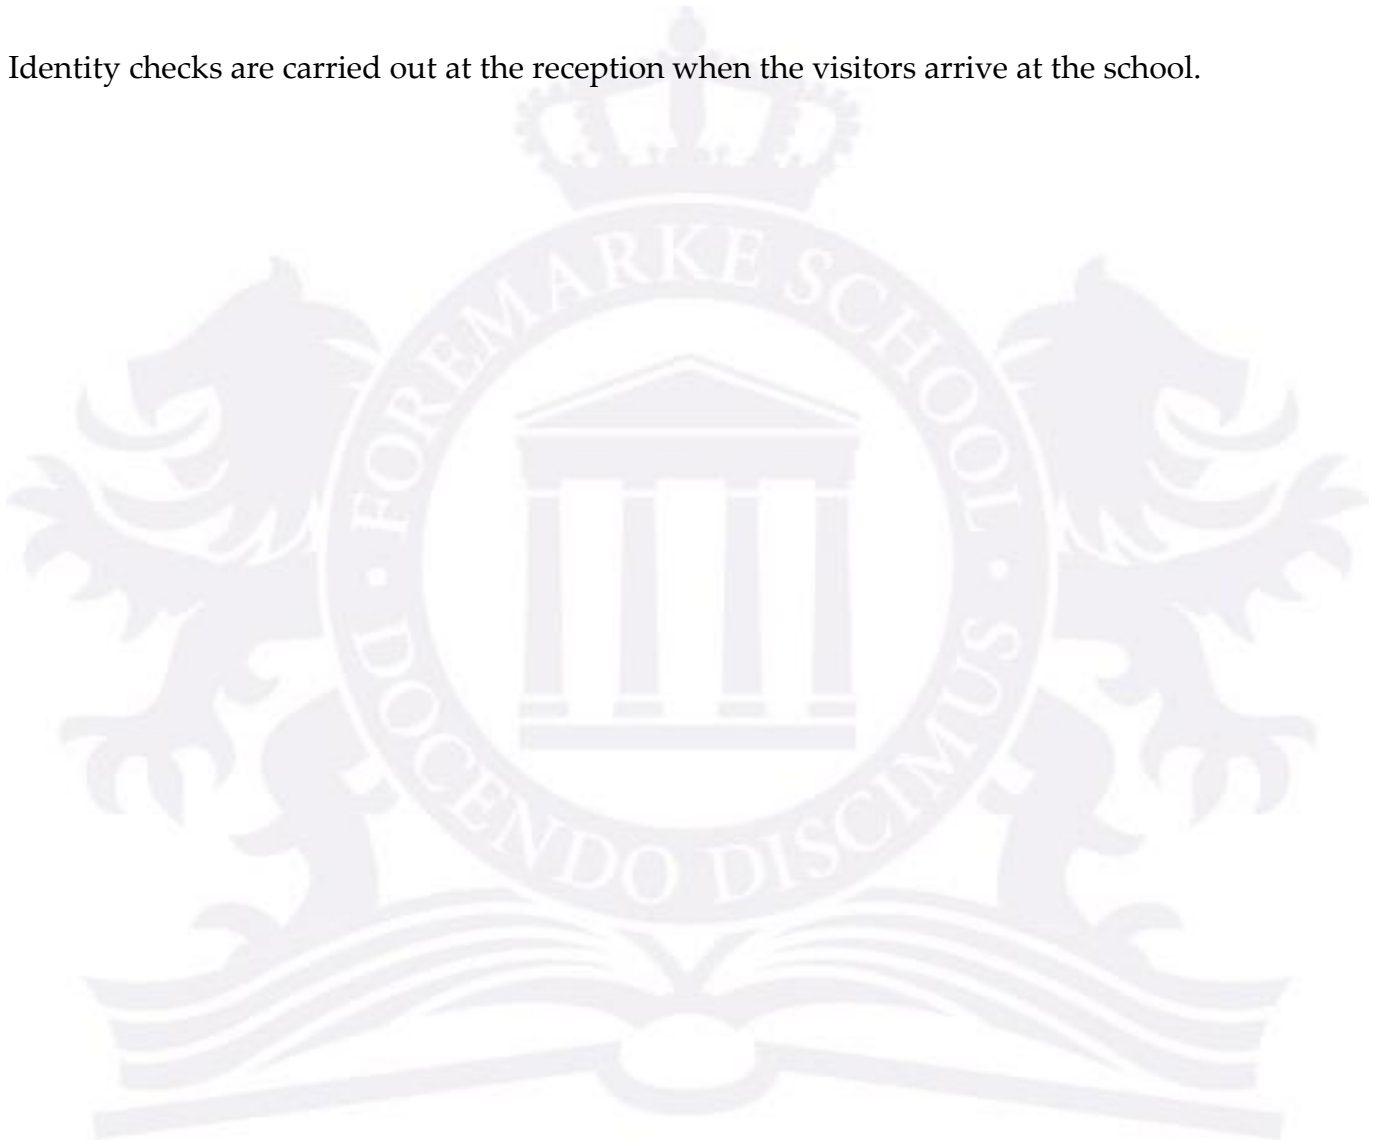 Identity checks are carried out at the reception when the visitors arrive at the school.
FOREMARKE SCHOOL
DOCENDO DISCIMUS